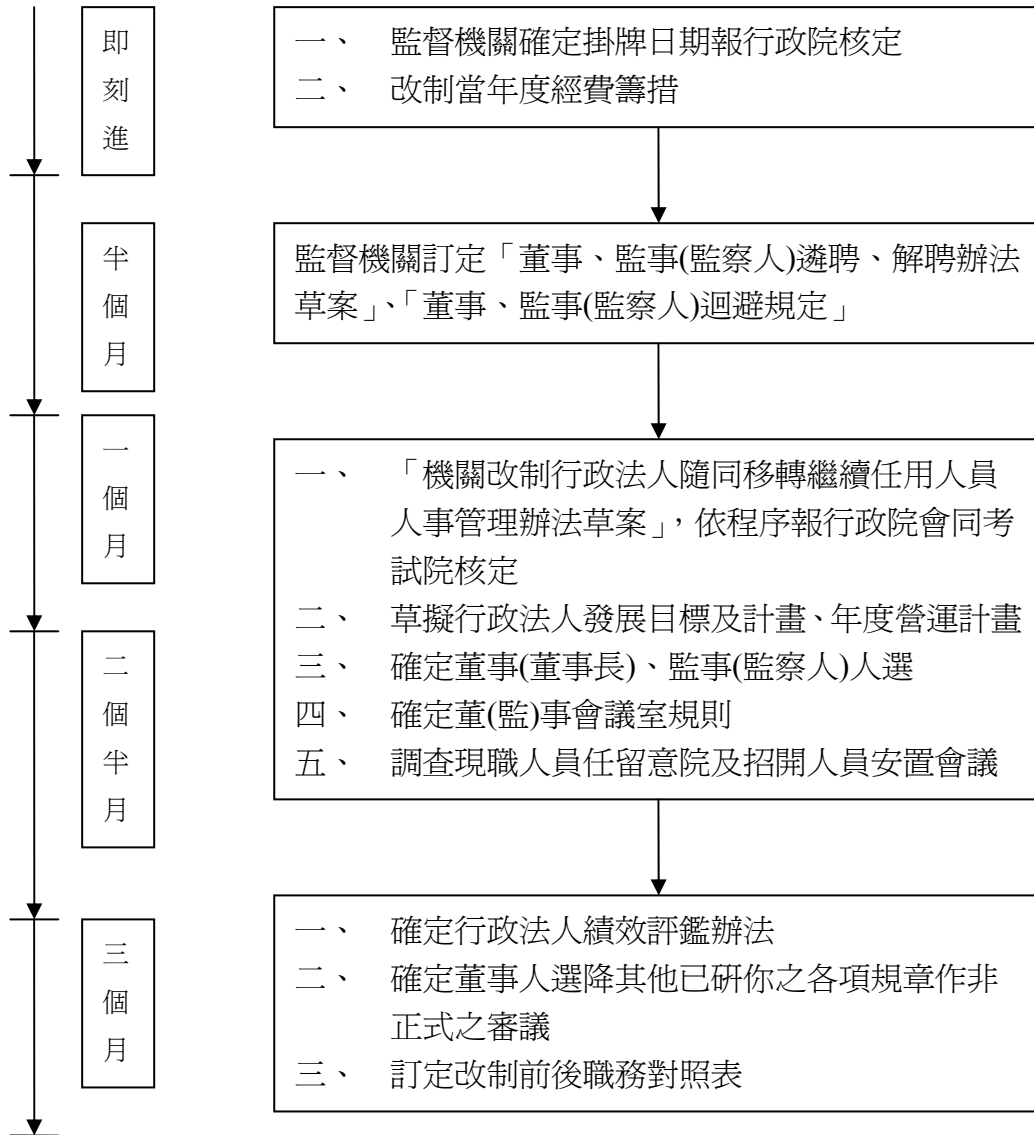 即刻進
一、 監督機關確定掛牌日期報行政院核定
二、 改制當年度經費籌措
半個月
監督機關訂定「董事、監事(監察人)遴聘、解聘辦法
草案」、「董事、監事(監察人)迴避規定」
一個月
一、 「機關改制行政法人隨同移轉繼續任用人員
人事管理辦法草案」,依程序報行政院會同考
試院核定
二、 草擬行政法人發展目標及計畫、年度營運計畫
三、 確定董事(董事長)、監事(監察人)人選
四、 確定董(監)事會議室規則
五、 調查現職人員任留意院及招開人員安置會議
二個半月
三個月
一、 確定行政法人績效評鑑辦法
二、 確定董事人選降其他已研你之各項規章作非
正式之審議
三、 訂定改制前後職務對照表